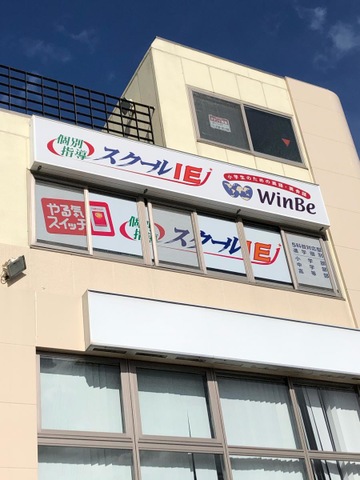 個別
指導
スクールIE
小学生のための英語・英会話
WinBe
やる気
スイッチ
個別
指導
スクールIE